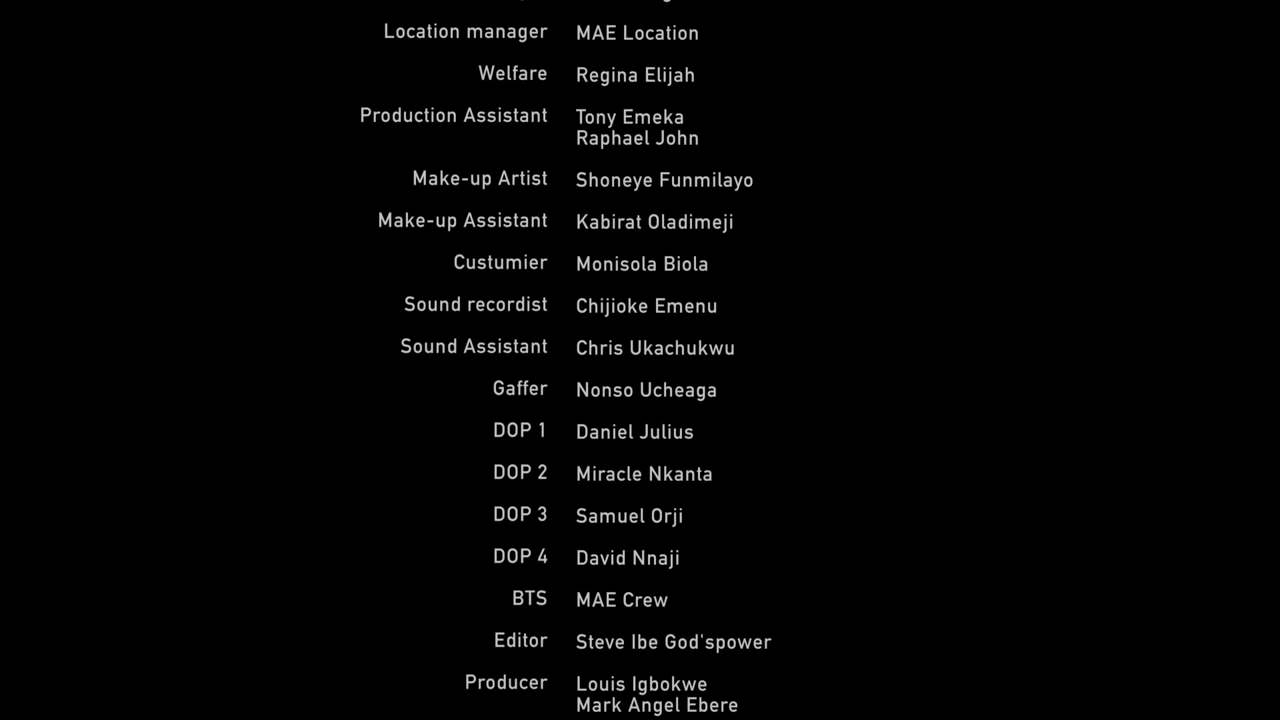 Location manager MAE Location
Welfare Regina Elijah
Production Assistant Tony Emeka
Raphael John
Make-up Artist Shoneye Funmilayo
Make-up Assistant Kabirat Oladimeji
Custumier Monisola Biola
Sound recordist Chijioke Emenu
Sound Assistant Chris Ukachukwu
Gaffer Nonso Ucheaga
DOP 1 Daniel Julius
DOP 2 Miracle Nkanta
DOP 3 Samuel Orji
DOP 4 David Nnaji
BTS MAE Crew
Editor Steve Ibe God'spower
Producer Louis Igbokwe
Mark Angel Ebere